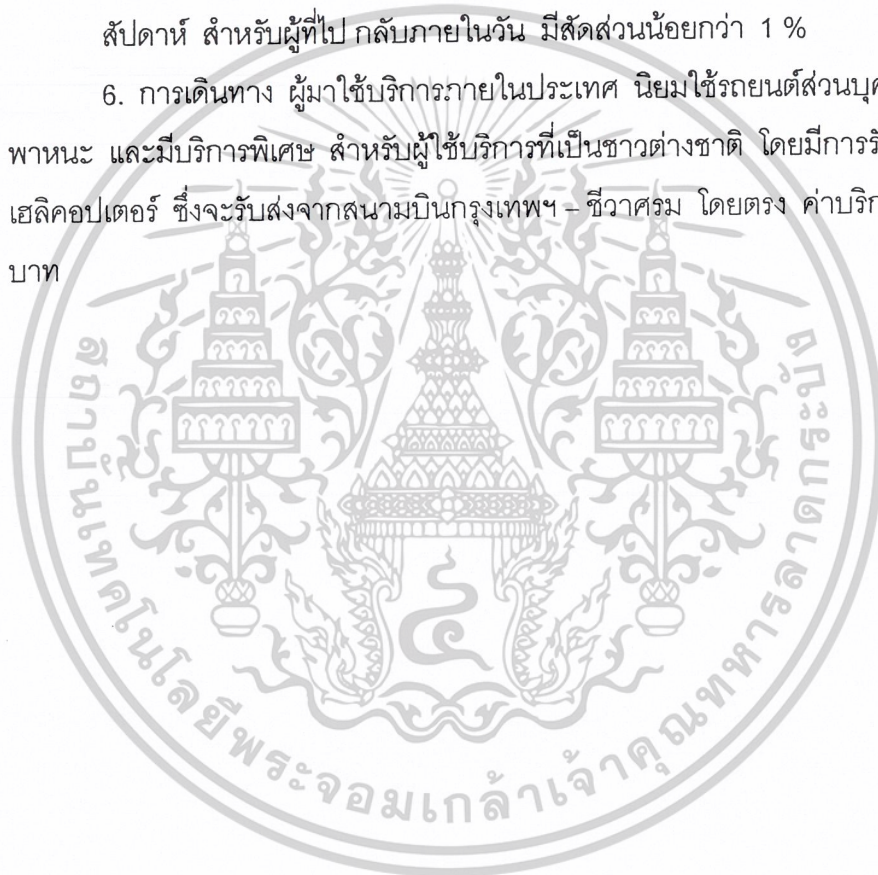 สัปดาห์ สำหรับผู้ที่ไป กลับภายในวัน มีสัดส่วนน้อยกว่า 1 %
6. การเดินทาง ผู้มาใช้บริการภายในประเทศ นิยมใช้รถยนต์ส่วน
พาหนะ และมีบริการพิเศษ สำหรับผู้ใช้บริการที่เป็นชาวต่างชาติ โดยมีการ
เฮลิคอปเตอร์ ซึ่งจะรับส่งจากสนามบินกรุงเทพฯ – ชีวาศรม โดยตรง
บาท
สถาบันเทคโนโลยีพระจอมเกล้าเจ้าคุณทหารลาดกระบัง
๔